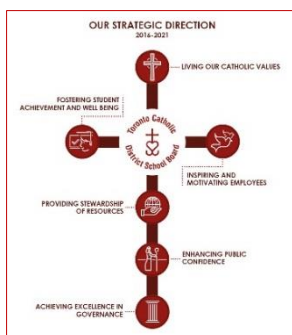 OUR STRATEGIC DIRECTION
2016-2021
LIVING OUR CATHOLIC VALUES
FOSTERING STUDENT
ACHIEVEMENT AND WELL BEING
Toronto Catholic
District School Board
INSPIRING AND
MOTIVATING EMPLOYEES
PROVIDING STEWARDSHIP
OF RESOURCES
ENHANCING PUBLIC
CONFIDENCE
ACHIEVING EXCELLENCE IN
GOVERNANCE